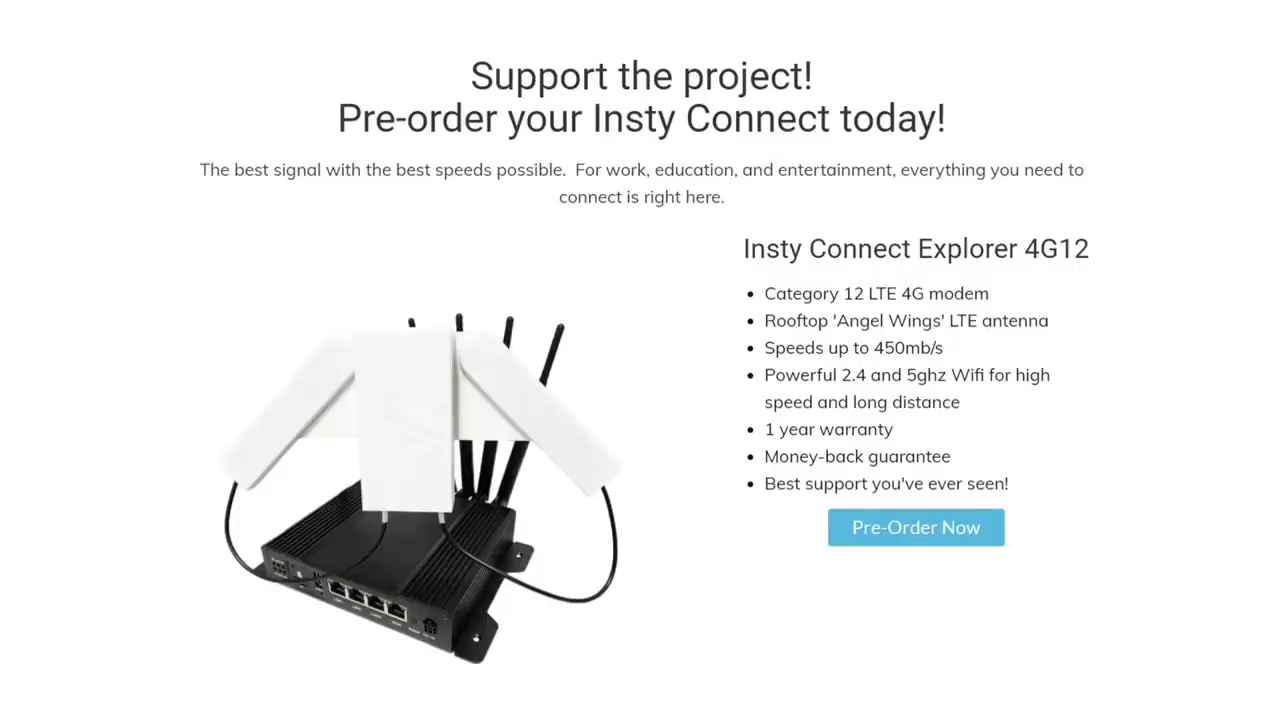 Support the project!
Pre-order your Insty Connect today!
The best signal with the best speeds possible.  For work, education, and entertainment, everything you need to
connect is right here.
Insty Connect Explorer 4G12
• Category 12 LTE 4G modem
• Rooftop 'Angel Wings' LTE antenna
• Speeds up to 450mb/s
• Powerful 2.4 and 5ghz Wifi for high
speed and long distance
• 1 year warranty
• Money-back guarantee
• Best support you've ever seen!
Pre-Order Now